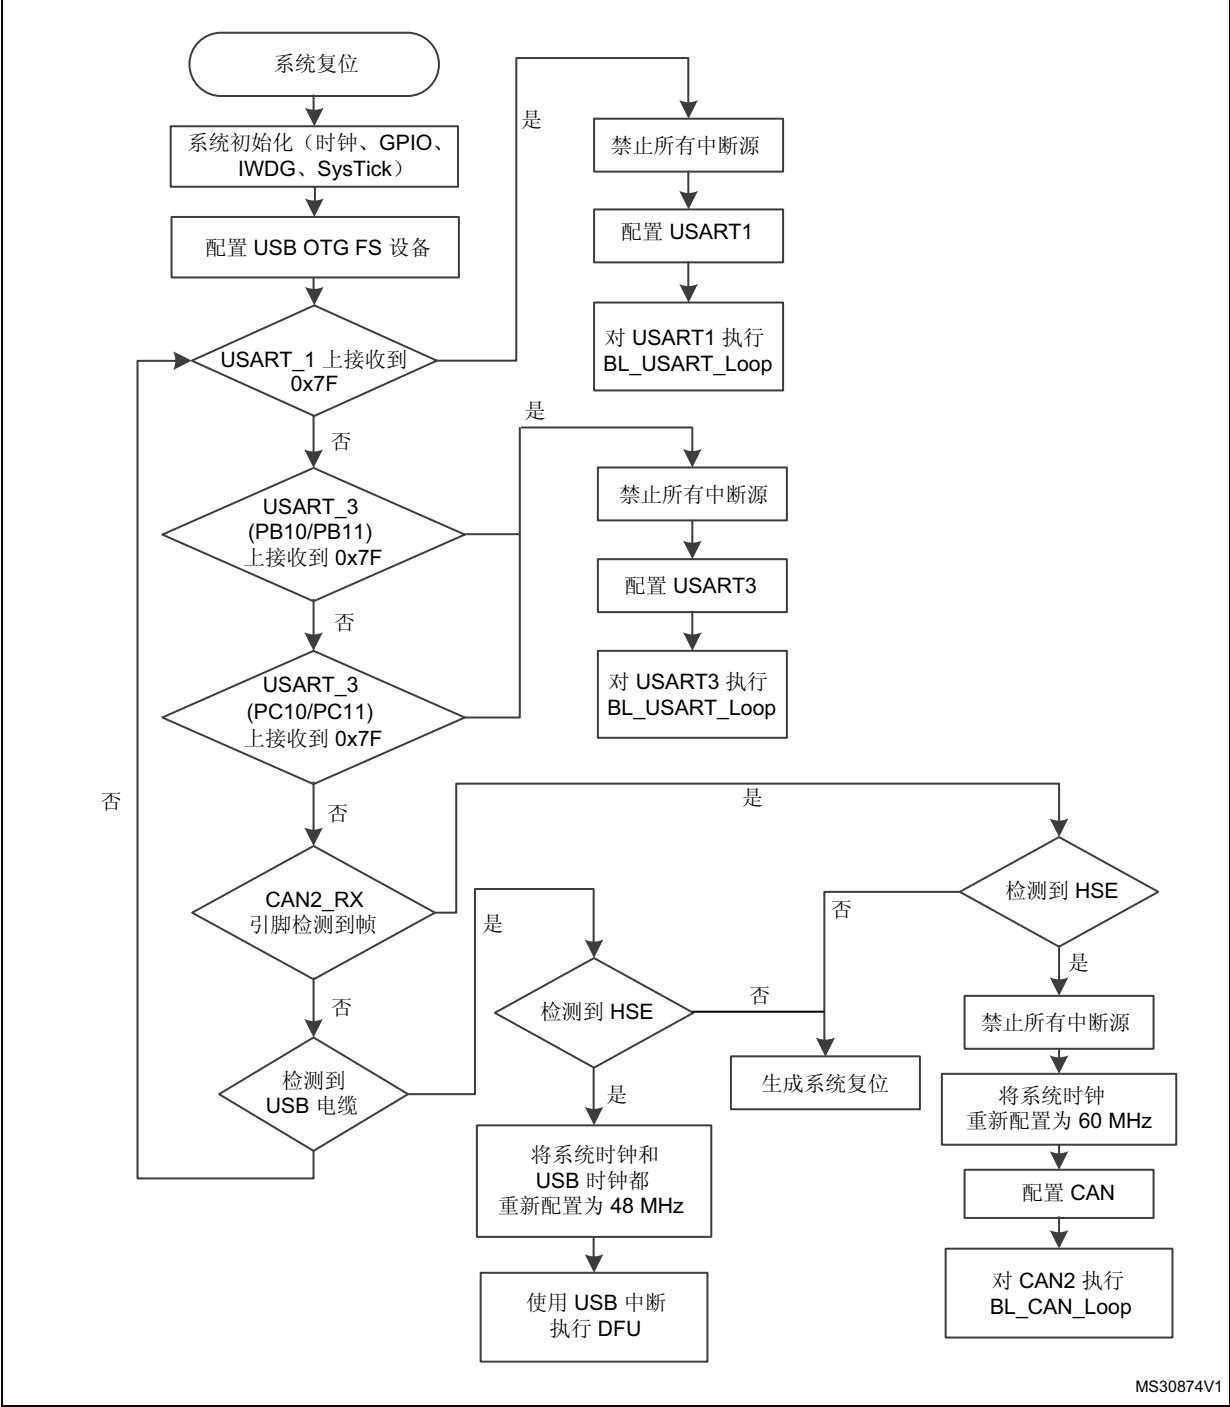 系统复位
系统初始化（时钟、GPIO、
IWDG、SysTick）
配置 USB OTG FS 设备
USART_1 上接收到
0x7F
是
禁止所有中断源
配置 USART1
对 USART1 执行
BL_USART_Loop
否
USART_3
(PB10/PB11)
上接收到 0x7F
是
禁止所有中断源
配置 USART3
对 USART3 执行
BL_USART_Loop
否
USART_3
(PC10/PC11)
上接收到 0x7F
否
否
是
CAN2_RX
引脚检测到帧
是
检测到 HSE
否
检测到 HSE
否
是
禁止所有中断源
否
检测到
USB 电缆
生成系统复位
是
将系统时钟
重新配置为 60 MHz
将系统时钟和
USB 时钟都
重新配置为 48 MHz
配置 CAN
使用 USB 中断
执行 DFU
对 CAN2 执行
BL_CAN_Loop
MS30874V1